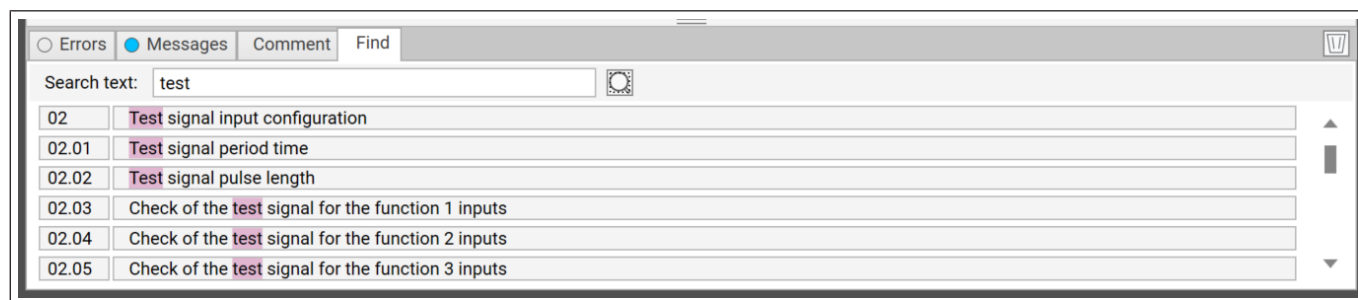 Errors Messages Comment Find
Search text: test
02 Test signal input configuration
02.01 Test signal period time
02.02 Test signal pulse length
02.03 Check of the test signal for the function 1 inputs
02.04 Check of the test signal for the function 2 inputs
02.05 Check of the test signal for the function 3 inputs